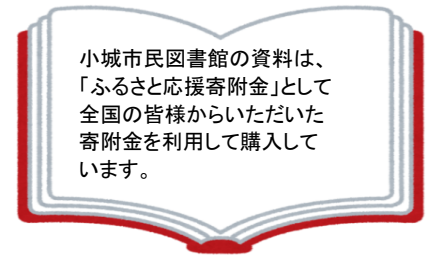 小城市民図書館の資料は、
「ふるさと応援寄附金」として
全国の皆様からいただいた
寄附金を利用して購入して
います。